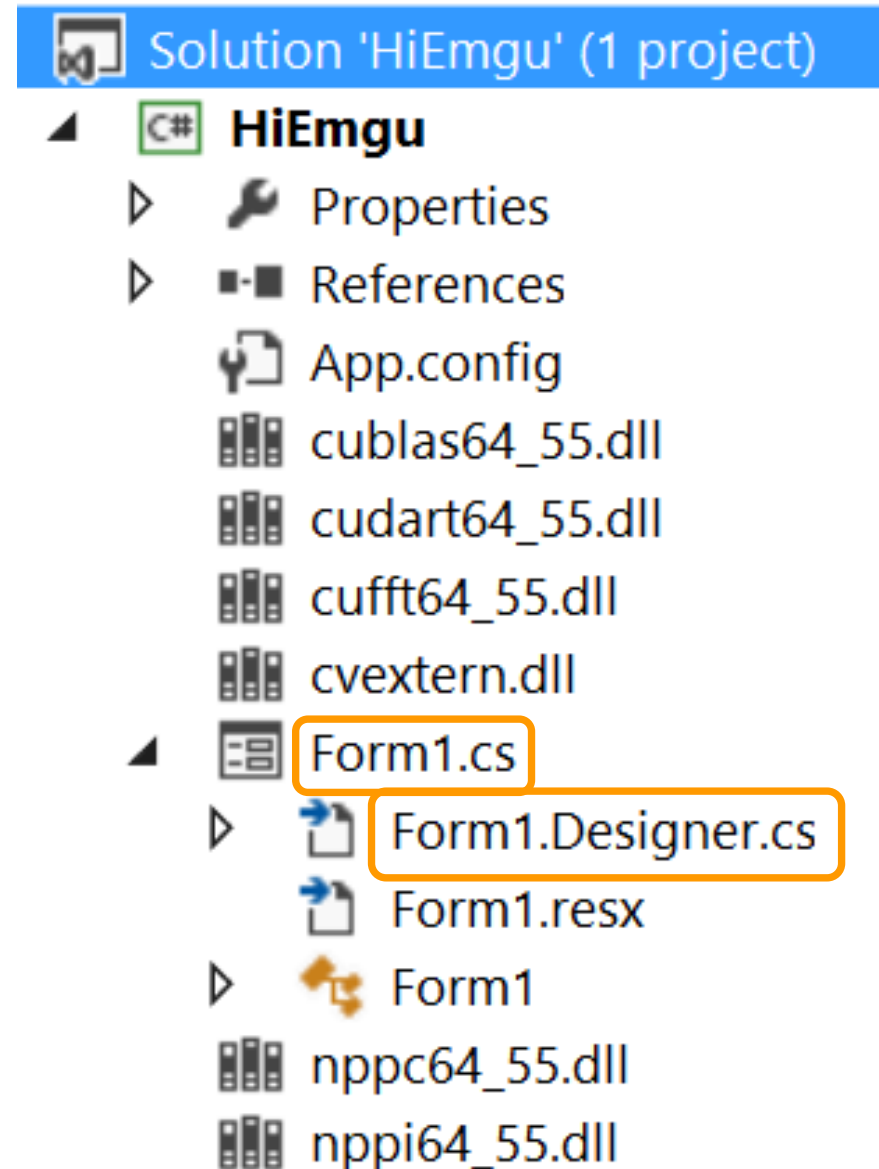 Solution 'HiEmgu' (1 project)
C# HiEmgu
Properties
References
App.config
cublas64_55.dll
cudart64_55.dll
cufft64_55.dll
cvextern.dll
Form1.cs
Form1.Designer.cs
Form1.resx
Form1
nppc64_55.dll
nppi64_55.dll